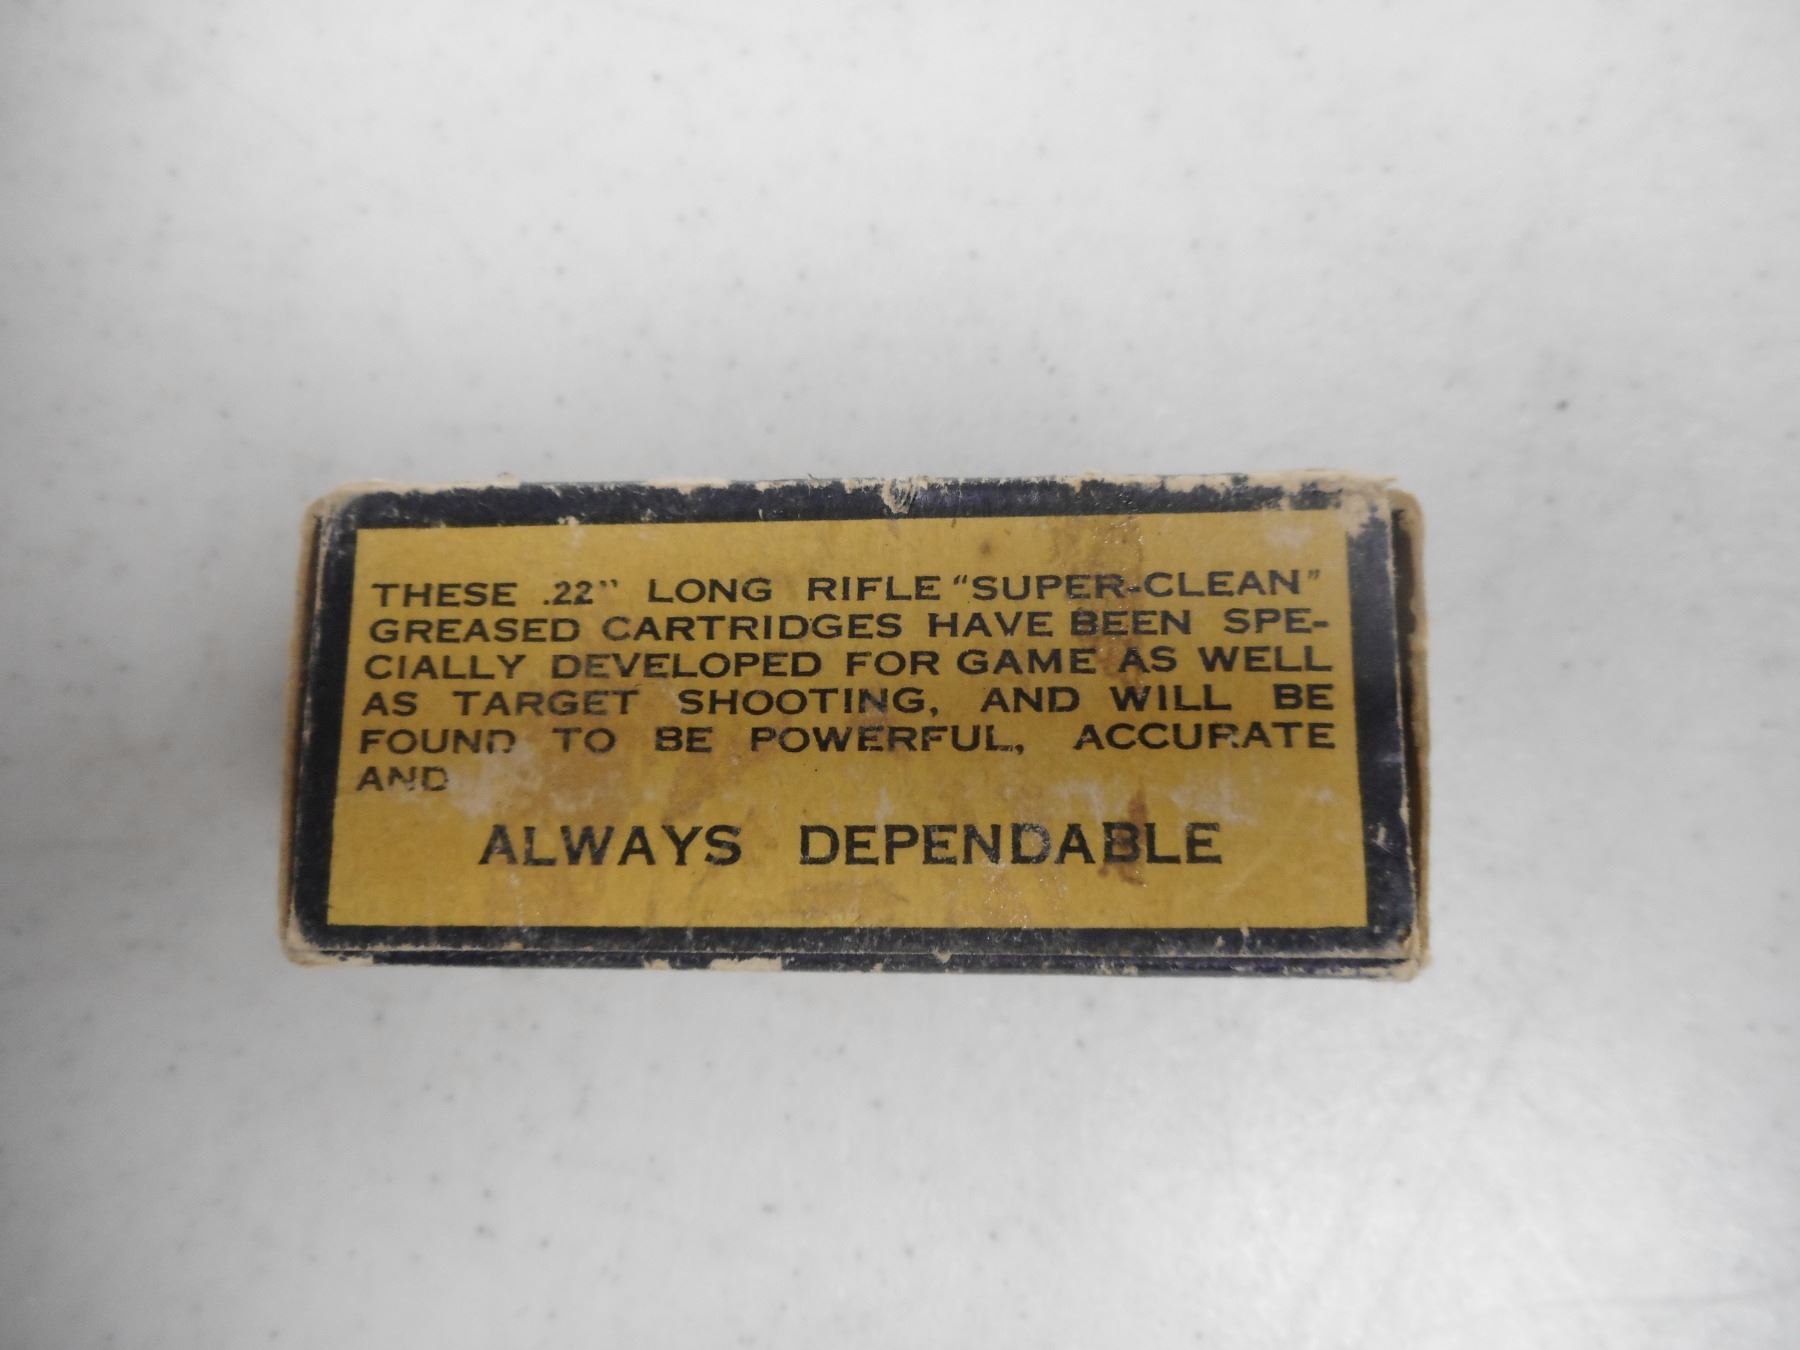 THESE .22" LONG RIFLE "SUPER-CLEAN"
GREASED CARTRIDGES HAVE BEEN SPE-
CIALLY DEVELOPED FOR GAME AS WELL
AS TARGET SHOOTING, AND WILL BE
FOUND TO BE POWERFUL, ACCURATE
AND
ALWAYS DEPENDABLE